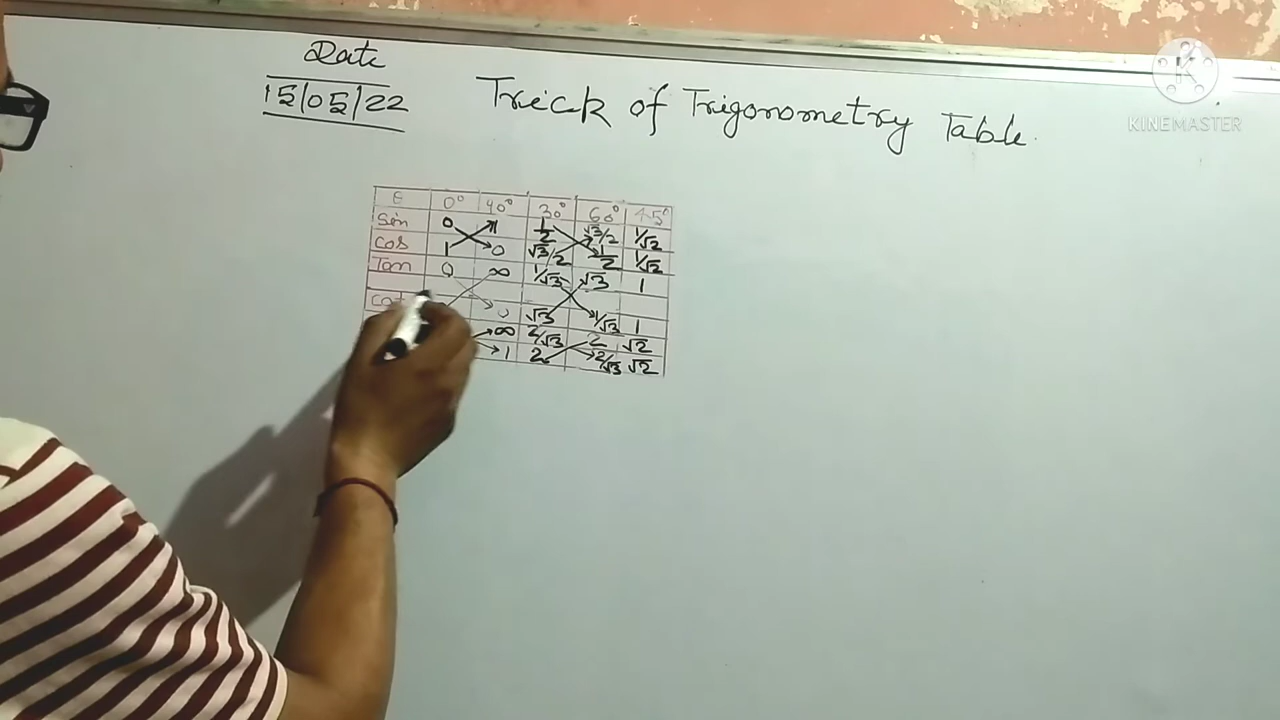 Date
15/05/22
Trick of Trigonometry Table
K
KINEMASTER
θ 0° 90° 30° 60° 45°
Sin 0 1 1/2 √3/2 1/√2
Cos 1 0 √3/2 1/2 1/√2
Tan 0 ∞ 1/√3 √3 1
0 √3 1/√3 1
∞ 2/√3 2 √2
1 2 2/√3 √2